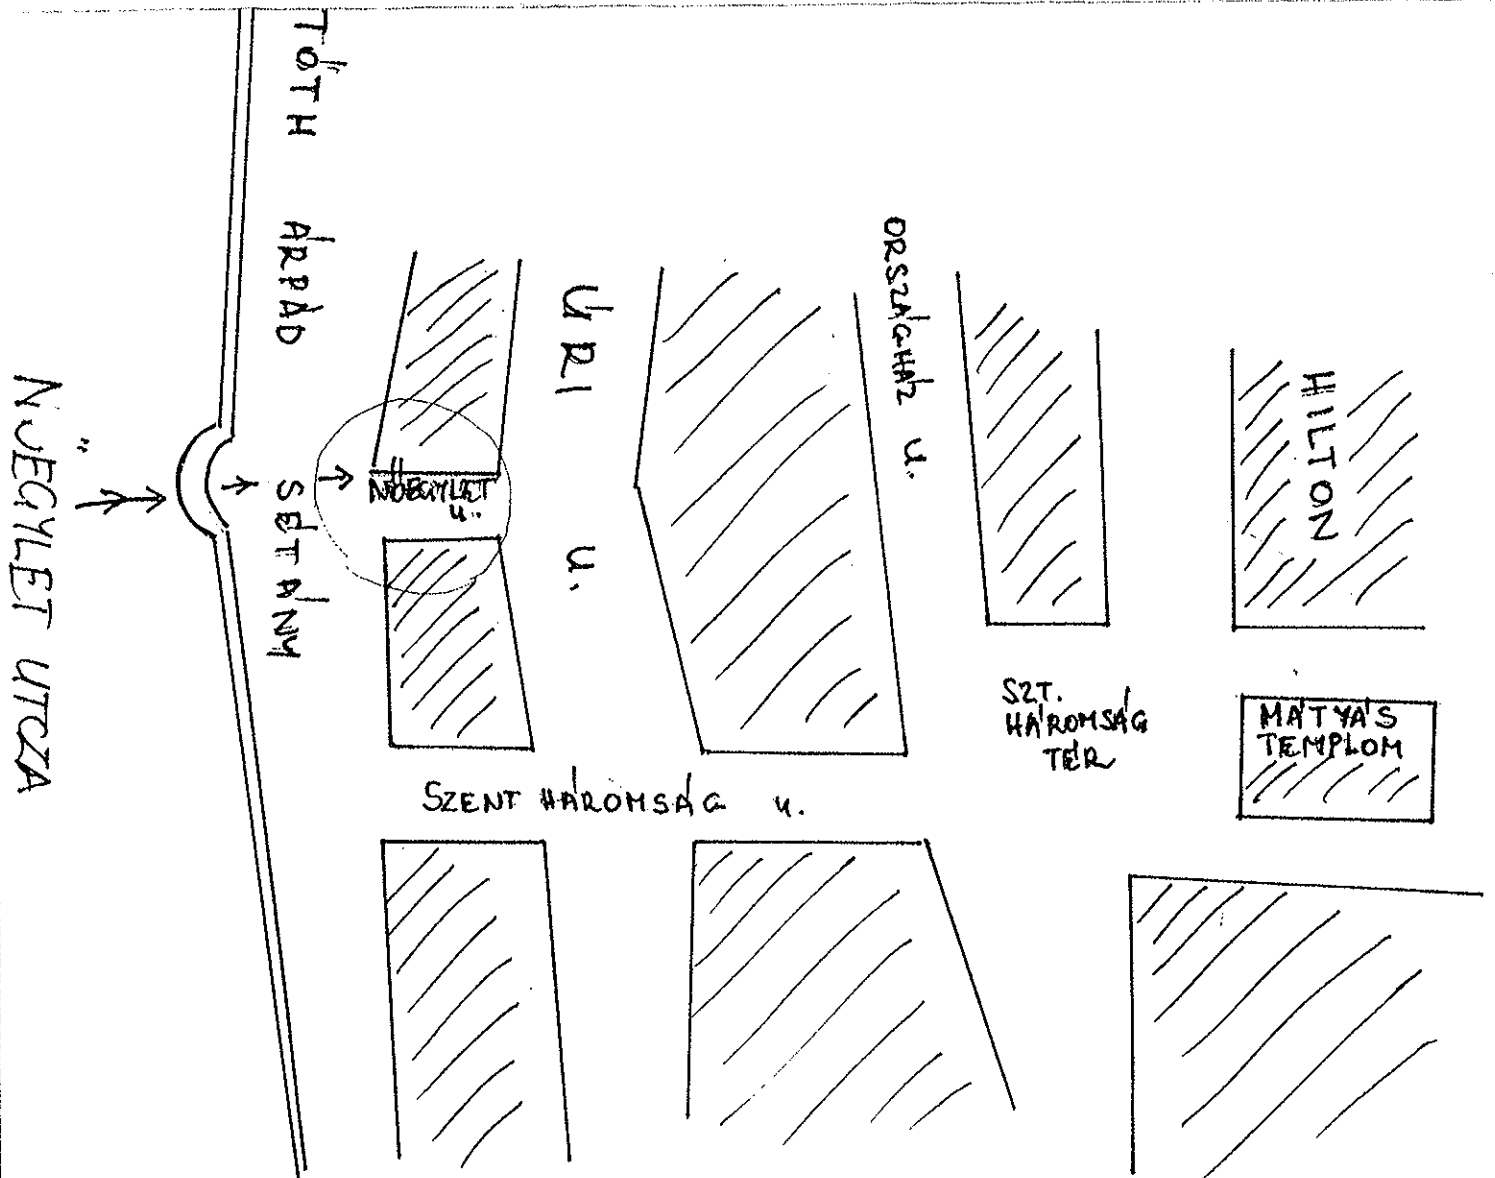 TÓTH ÁRPÁD SÉTÁNY
ÚRI U.
ORSZÁGHÁZ U.
HILTON
NŐEGYLET UTCZA
NŐEGYLET
U.
SZT.
HÁROMSÁG
TÉR
MÁTYÁS
TEMPLOM
SZENT HÁROMSÁG U.